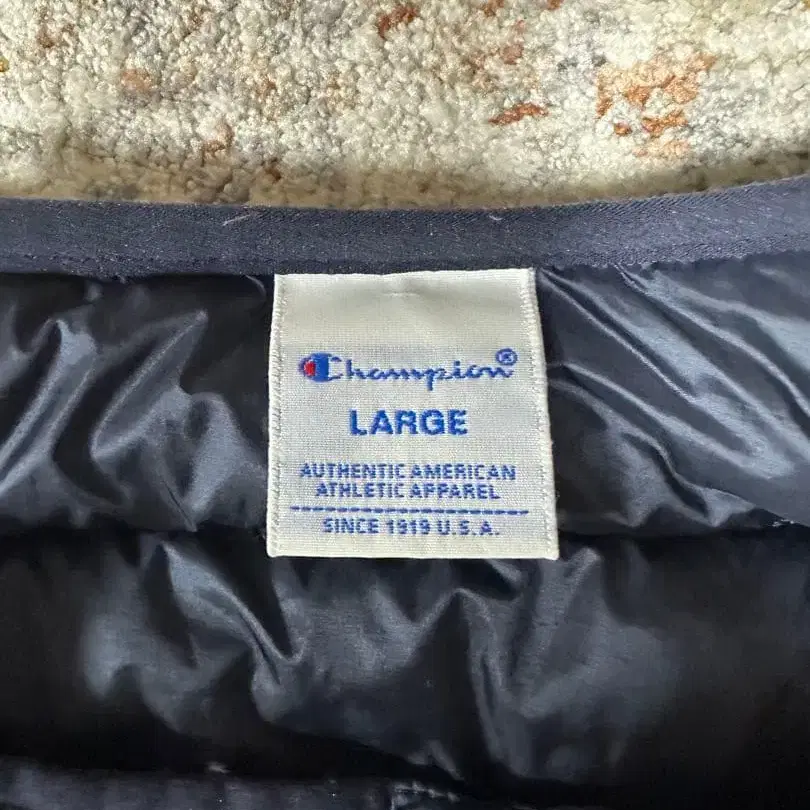 Champion®
LARGE
AUTHENTIC AMERICAN
ATHLETIC APPAREL
SINCE 1919 U.S.A.